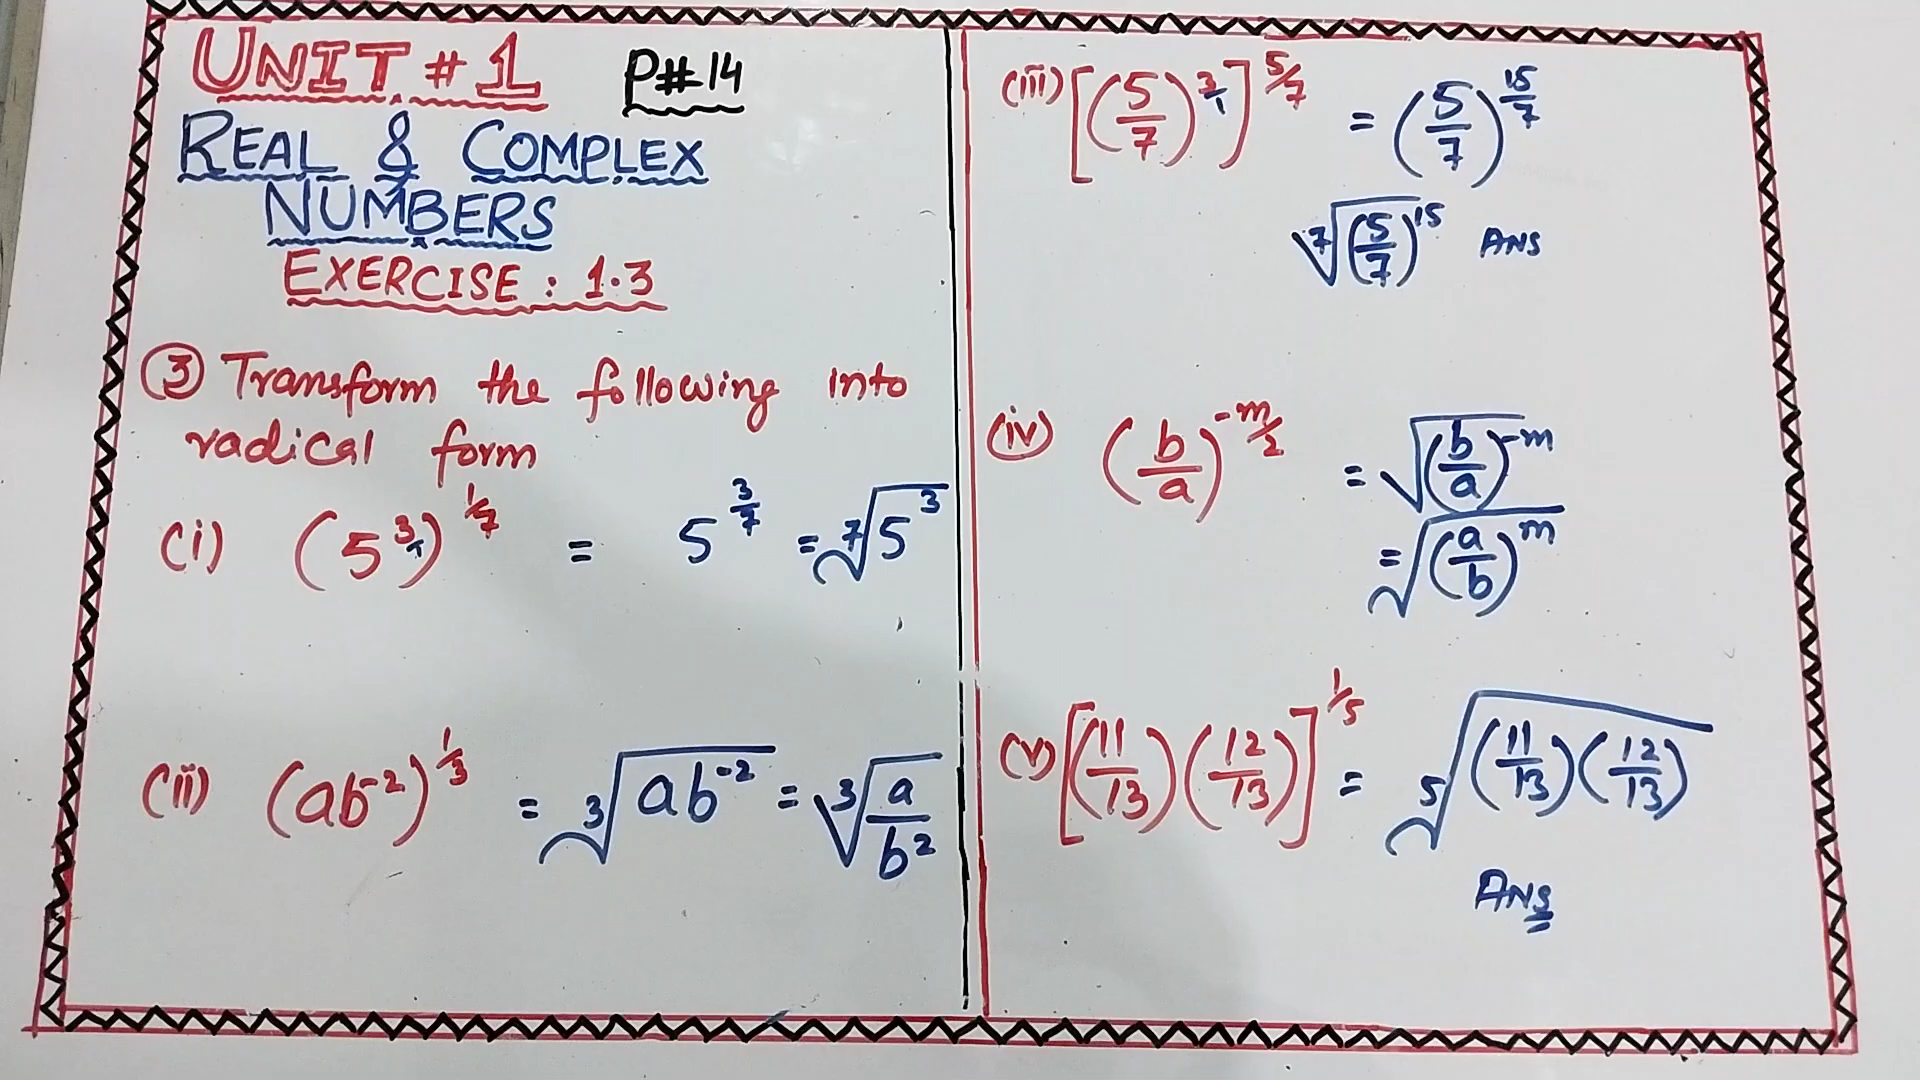 UNIT # 1 P#14
REAL & COMPLEX
NUMBERS
EXERCISE : 1.3
③ Transform the following into
radical form
(i) (5^3/1)^1/7 = 5^3/7 = ⁷√5^3
(ii) (ab^-2)^1/3 = ³√ab^-2 = ³√a/b^2
(iii) [(5/7)^3/1]^5/7 = (5/7)^15/7
⁷√(5/7)^15 ANS
(iv) (b/a)^-m/2 = √(b/a)^-m
= √(a/b)^m
(v) [(11/13)(12/13)]^1/5 = ⁵√(11/13)(12/13)
ANS